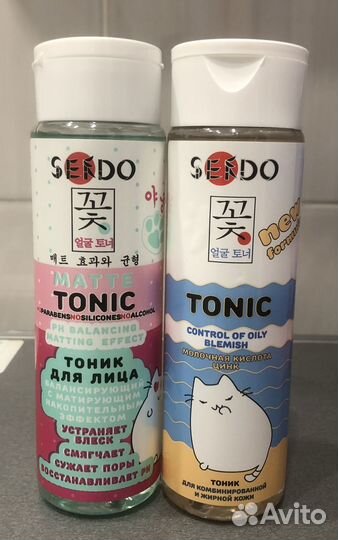 SENDO
꽃
얼굴 토너
매트 효과와 균형
MATTE
TONIC
NO PARABENS NO SILICONES NO ALCOHOL
PH BALANCING
MATTING EFFECT
ТОНИК
ДЛЯ ЛИЦА
БАЛАНСИРУЮЩИЙ
С МАТИРУЮЩИМ
НАКОПИТЕЛЬНЫМ
ЭФФЕКТОМ
УСТРАНЯЕТ
БЛЕСК
СМЯГЧАЕТ
СУЖАЕТ ПОРЫ
ВОССТАНАВЛИВАЕТ PH
SENDO
꽃
얼굴 토너
new
formula
TONIC
CONTROL OF OILY
BLEMISH
МОЛОЧНАЯ КИСЛОТА
ЦИНК
ТОНИК
ДЛЯ КОМБИНИРОВАННОЙ
И ЖИРНОЙ КОЖИ
Avito